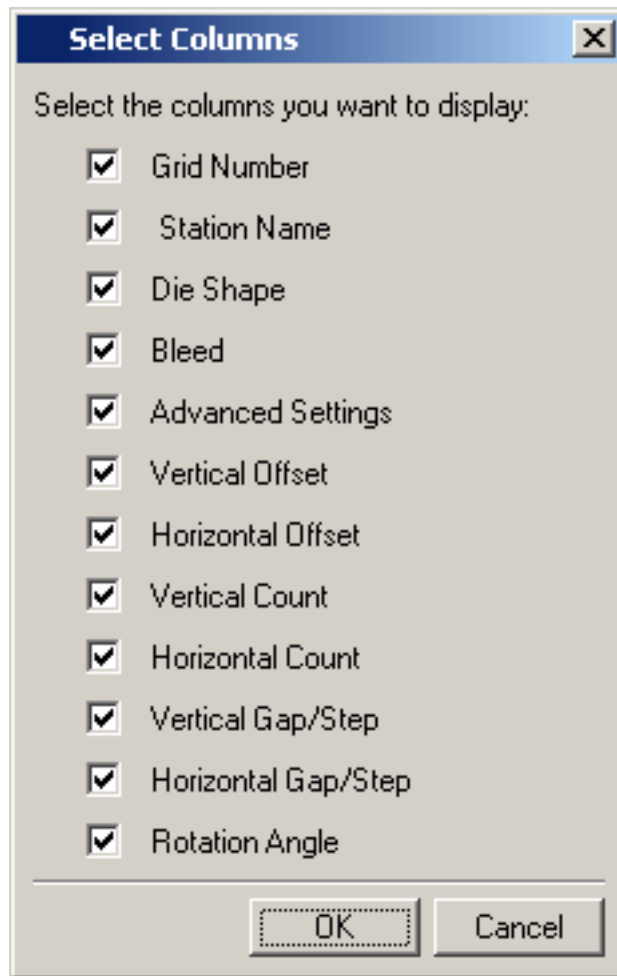 Select Columns
Select the columns you want to display:
Grid Number
Station Name
Die Shape
Bleed
Advanced Settings
Vertical Offset
Horizontal Offset
Vertical Count
Horizontal Count
Vertical Gap/Step
Horizontal Gap/Step
Rotation Angle
OK Cancel